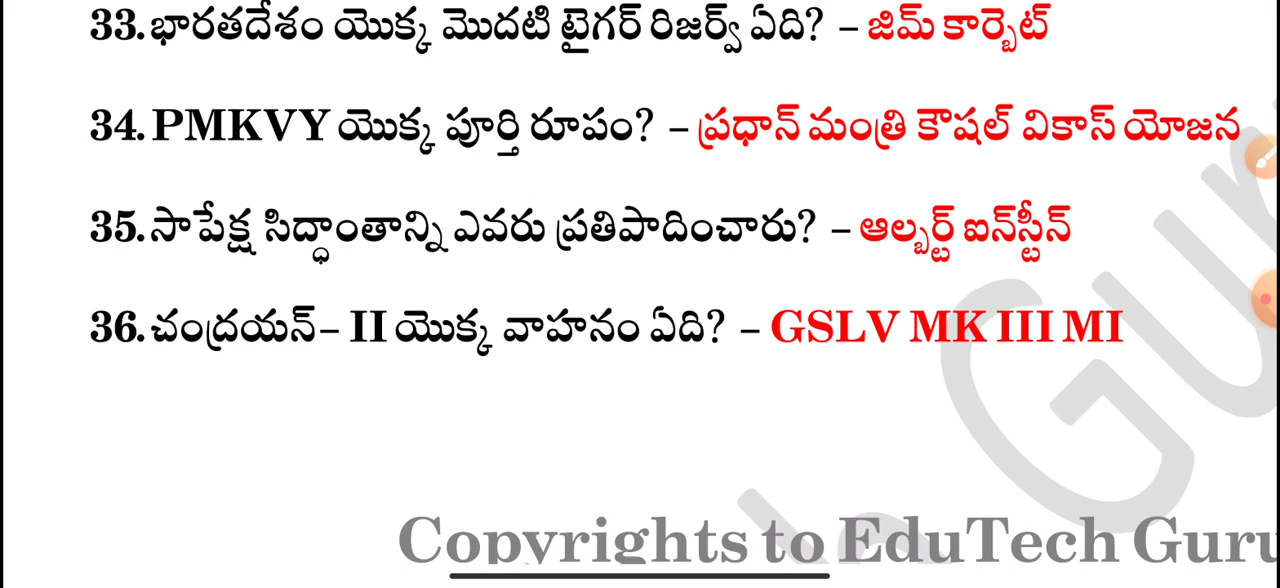 33.భారతదేశం యొక్క మొదటి టైగర్ రిజర్వ్ ఏది? – జిమ్ కార్బెట్
34.PMKVY యొక్క పూర్తి రూపం? – ప్రధాన్ మంత్రి కౌషల్ వికాస్ యోజన
35.సాపేక్ష సిద్ధాంతాన్ని ఎవరు ప్రతిపాదించారు? – ఆల్బర్ట్ ఐన్‌స్టీన్
36.చంద్రయన్– II యొక్క వాహనం ఏది? – GSLV MK III MI
Copyrights to EduTech Guru